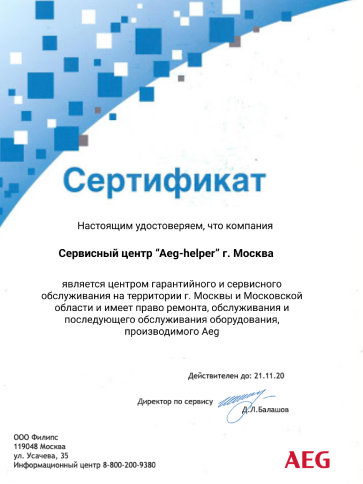 Сертификат
Настоящим удостоверяем, что компания
Сервисный центр “Aeg-helper” г. Москва
является центром гарантийного и сервисного
обслуживания на территории г. Москвы и Московской
области и имеет право ремонта, обслуживания и
последующего обслуживания оборудования,
производимого Aeg
Действителен до: 21.11.20
Директор по сервису
Д.Л.Балашов
ООО Филипс
119048 Москва
ул. Усачева, 35
Информационный центр 8-800-200-9380
AEG